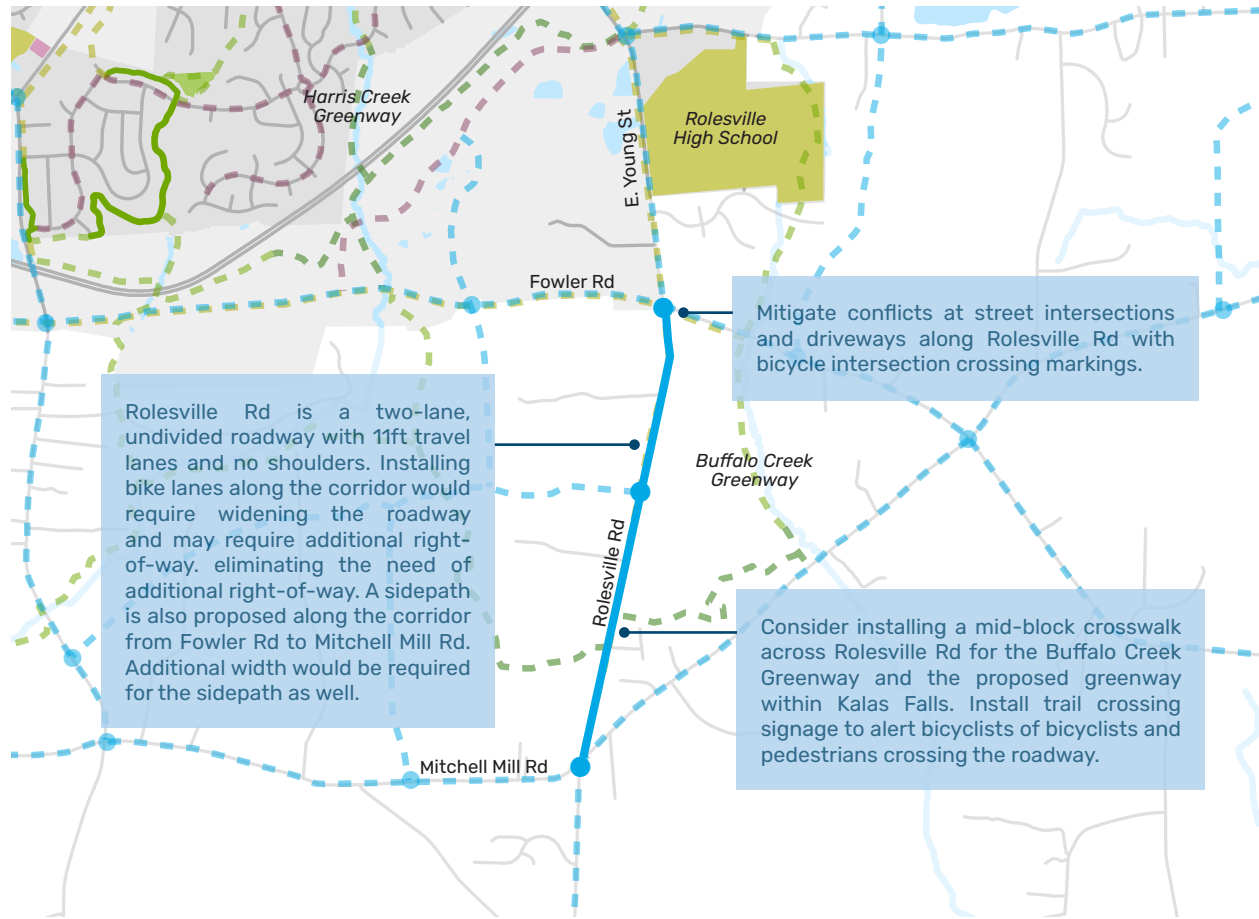 Harris Creek
Greenway
Rolesville
High School
E. Young St
Fowler Rd
Mitigate conflicts at street intersections
and driveways along Rolesville Rd with
bicycle intersection crossing markings.
Rolesville Rd is a two-lane,
undivided roadway with 11ft travel
lanes and no shoulders. Installing
bike lanes along the corridor would
require widening the roadway
and may require additional right-
of-way. eliminating the need of
additional right-of-way. A sidepath
is also proposed along the corridor
from Fowler Rd to Mitchell Mill Rd.
Additional width would be required
for the sidepath as well.
Buffalo Creek
Greenway
Rolesville Rd
Consider installing a mid-block crosswalk
across Rolesville Rd for the Buffalo Creek
Greenway and the proposed greenway
within Kalas Falls. Install trail crossing
signage to alert bicyclists of bicyclists and
pedestrians crossing the roadway.
Mitchell Mill Rd